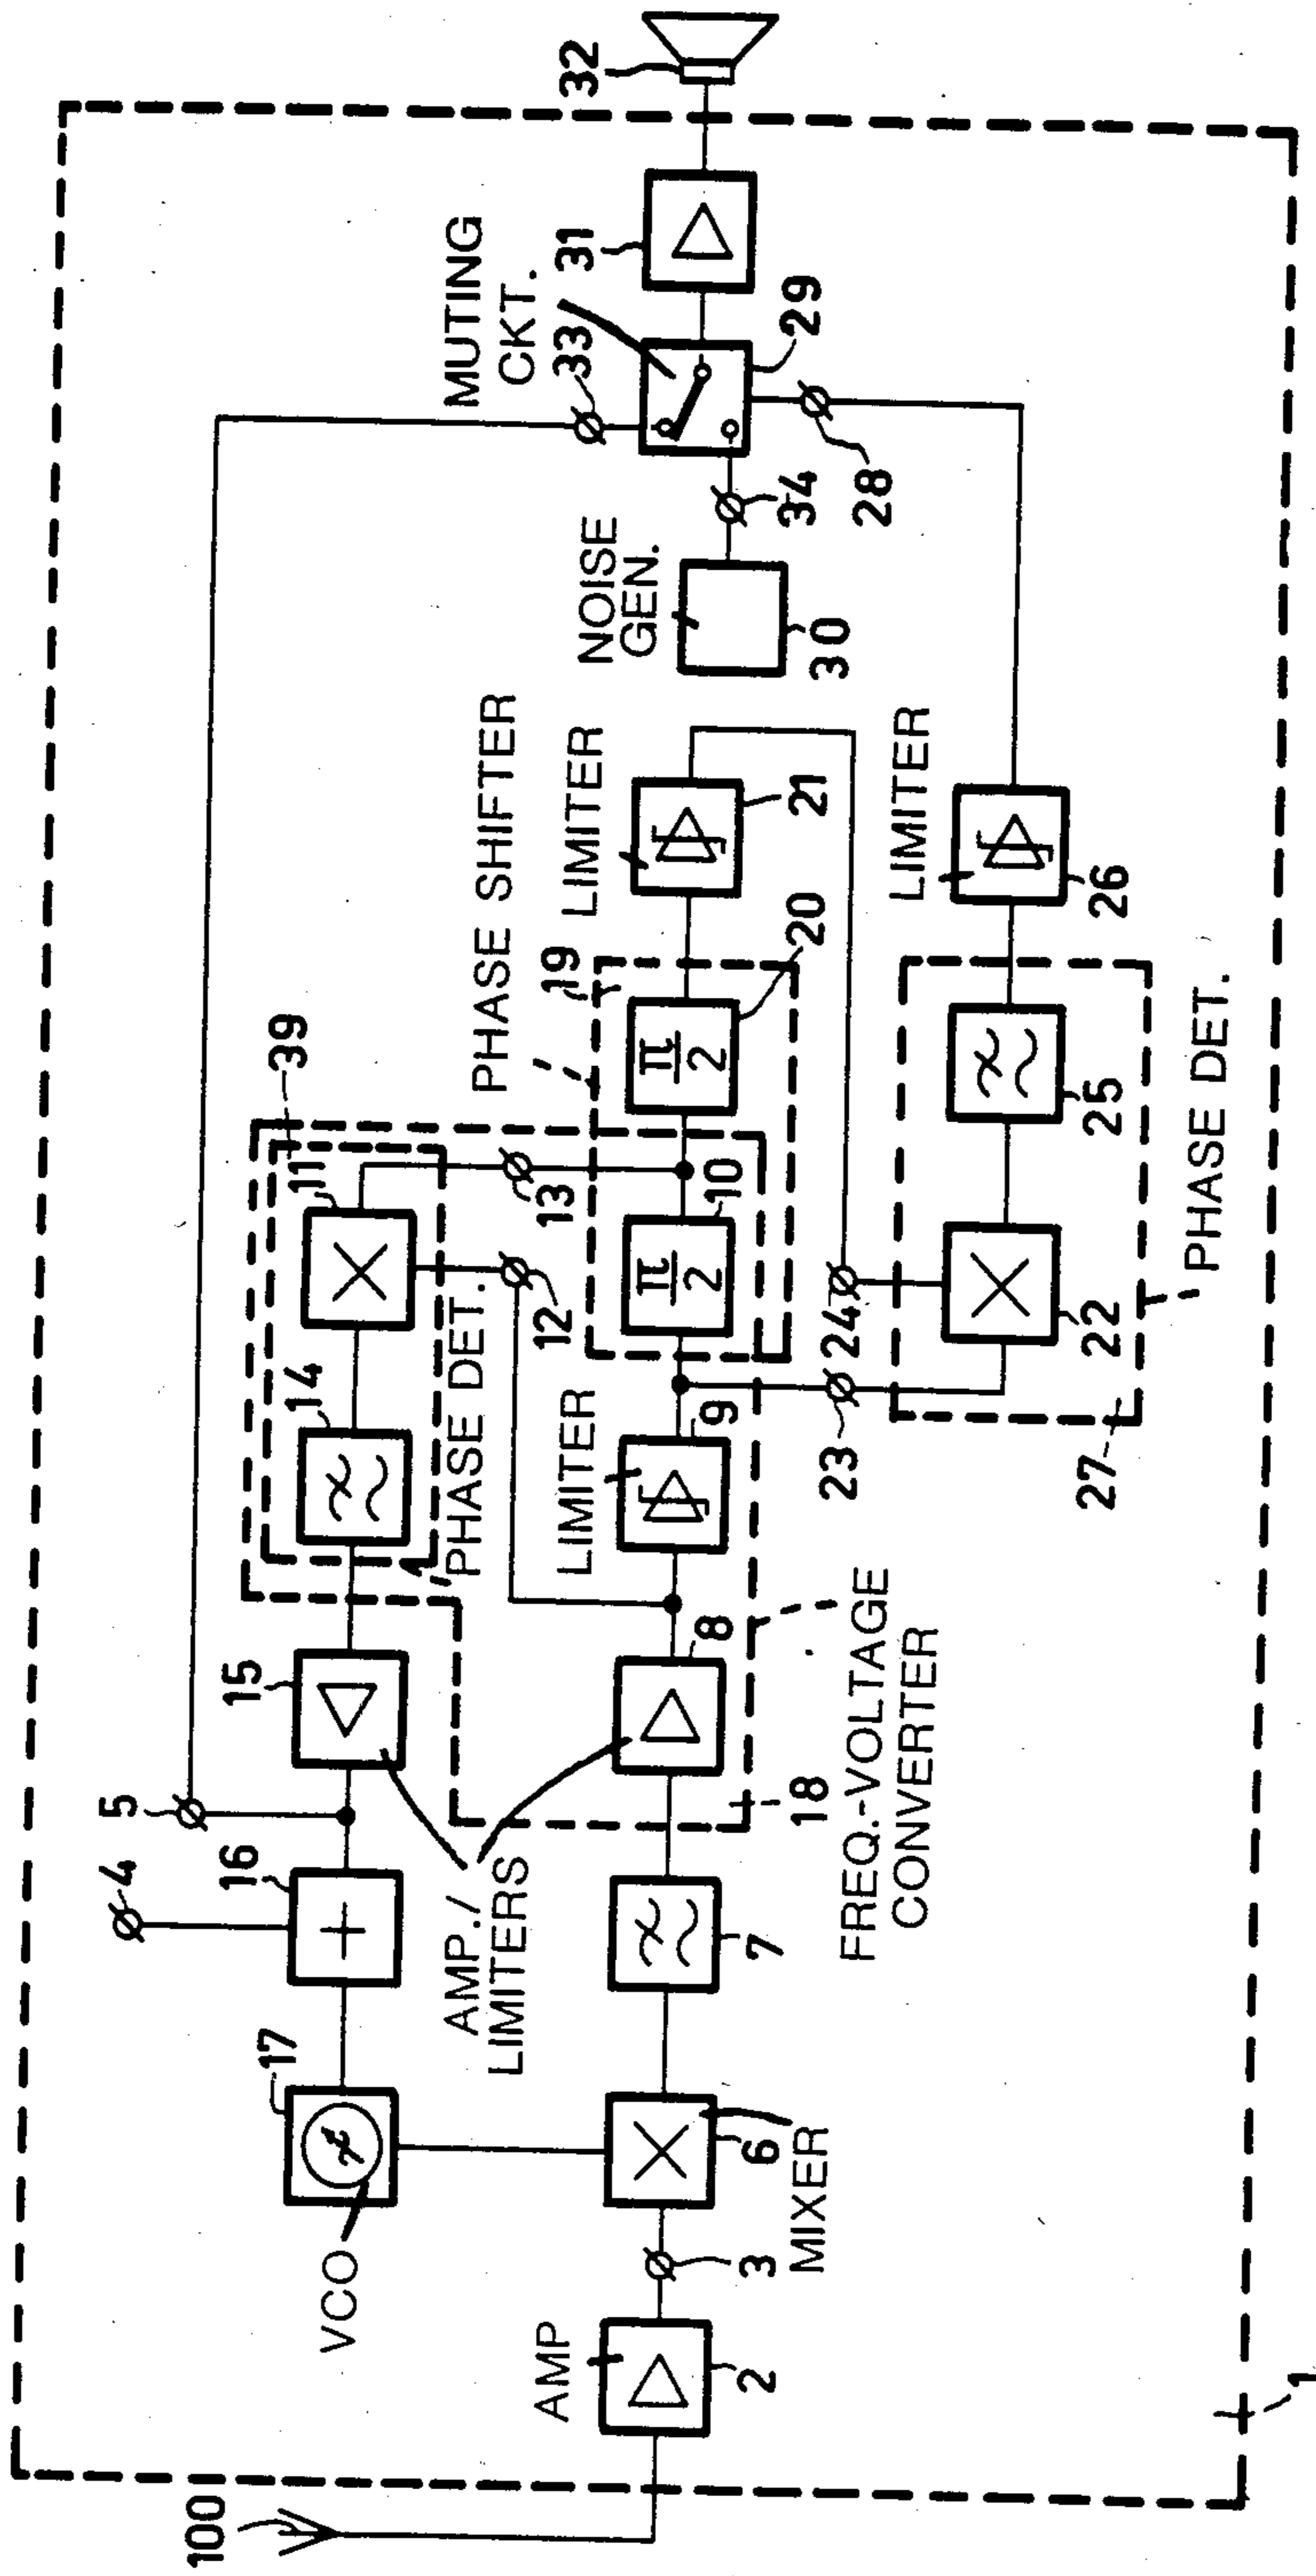 100
1
AMP
2
3
MIXER
6
VCO
17
4
16
5
15
AMP./
LIMITERS
7
8
18
FREQ.-VOLTAGE
CONVERTER
LIMITER
9
14
PHASE DET.
11
39
12
13
π
2
10
π
2
20
19
PHASE SHIFTER
LIMITER
21
23
24
22
25
27
PHASE DET.
LIMITER
26
NOISE
GEN.
30
34
28
29
33
MUTING
CKT.
31
32